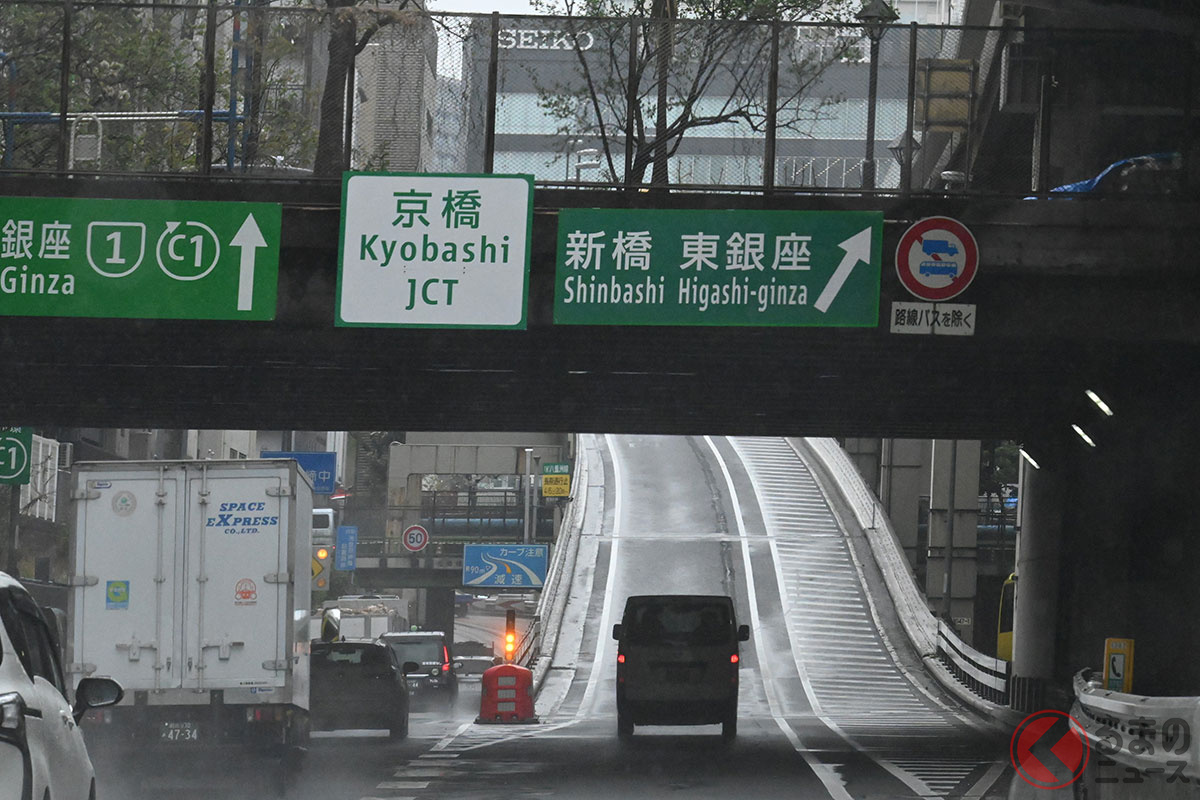 SEIKO
銀座
Ginza
1
C1
京橋
Kyobashi
JCT
新橋 東銀座
Shinbashi Higashi-ginza
路線バスを除く
C1
SPACE
EXPRESS
CO.,LTD.
47-34
50
カーブ注意
減速
くるまの
ニュース